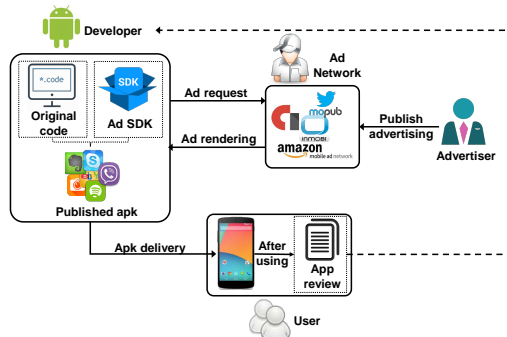 Developer
Ad
Network
*.code
SDK
Original
code
Ad SDK
Ad request
Ad rendering
mopub
INMOBI
amazon
mobile ad network
Publish
advertising
Advertiser
Published apk
Apk delivery
After
using
App
review
User